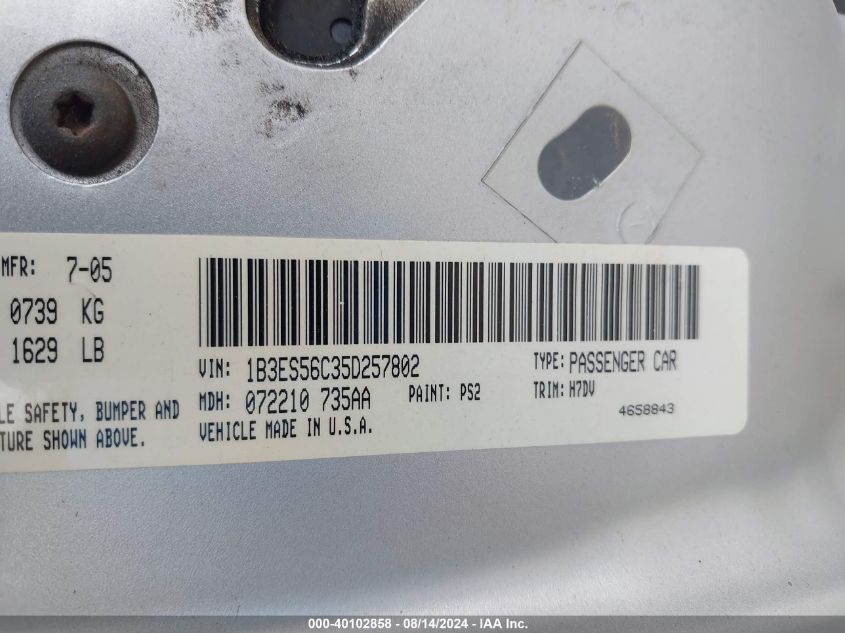 MFR: 7-05
0739 KG
1629 LB
VIN: 1B3ES56C35D257802
TYPE: PASSENGER CAR
MDH: 072210 735AA
PAINT: PS2
TRIM: H7DV
4658843
LE SAFETY, BUMPER AND
TURE SHOWN ABOVE.
VEHICLE MADE IN U.S.A.
000-40102858 - 08/14/2024 - IAA Inc.